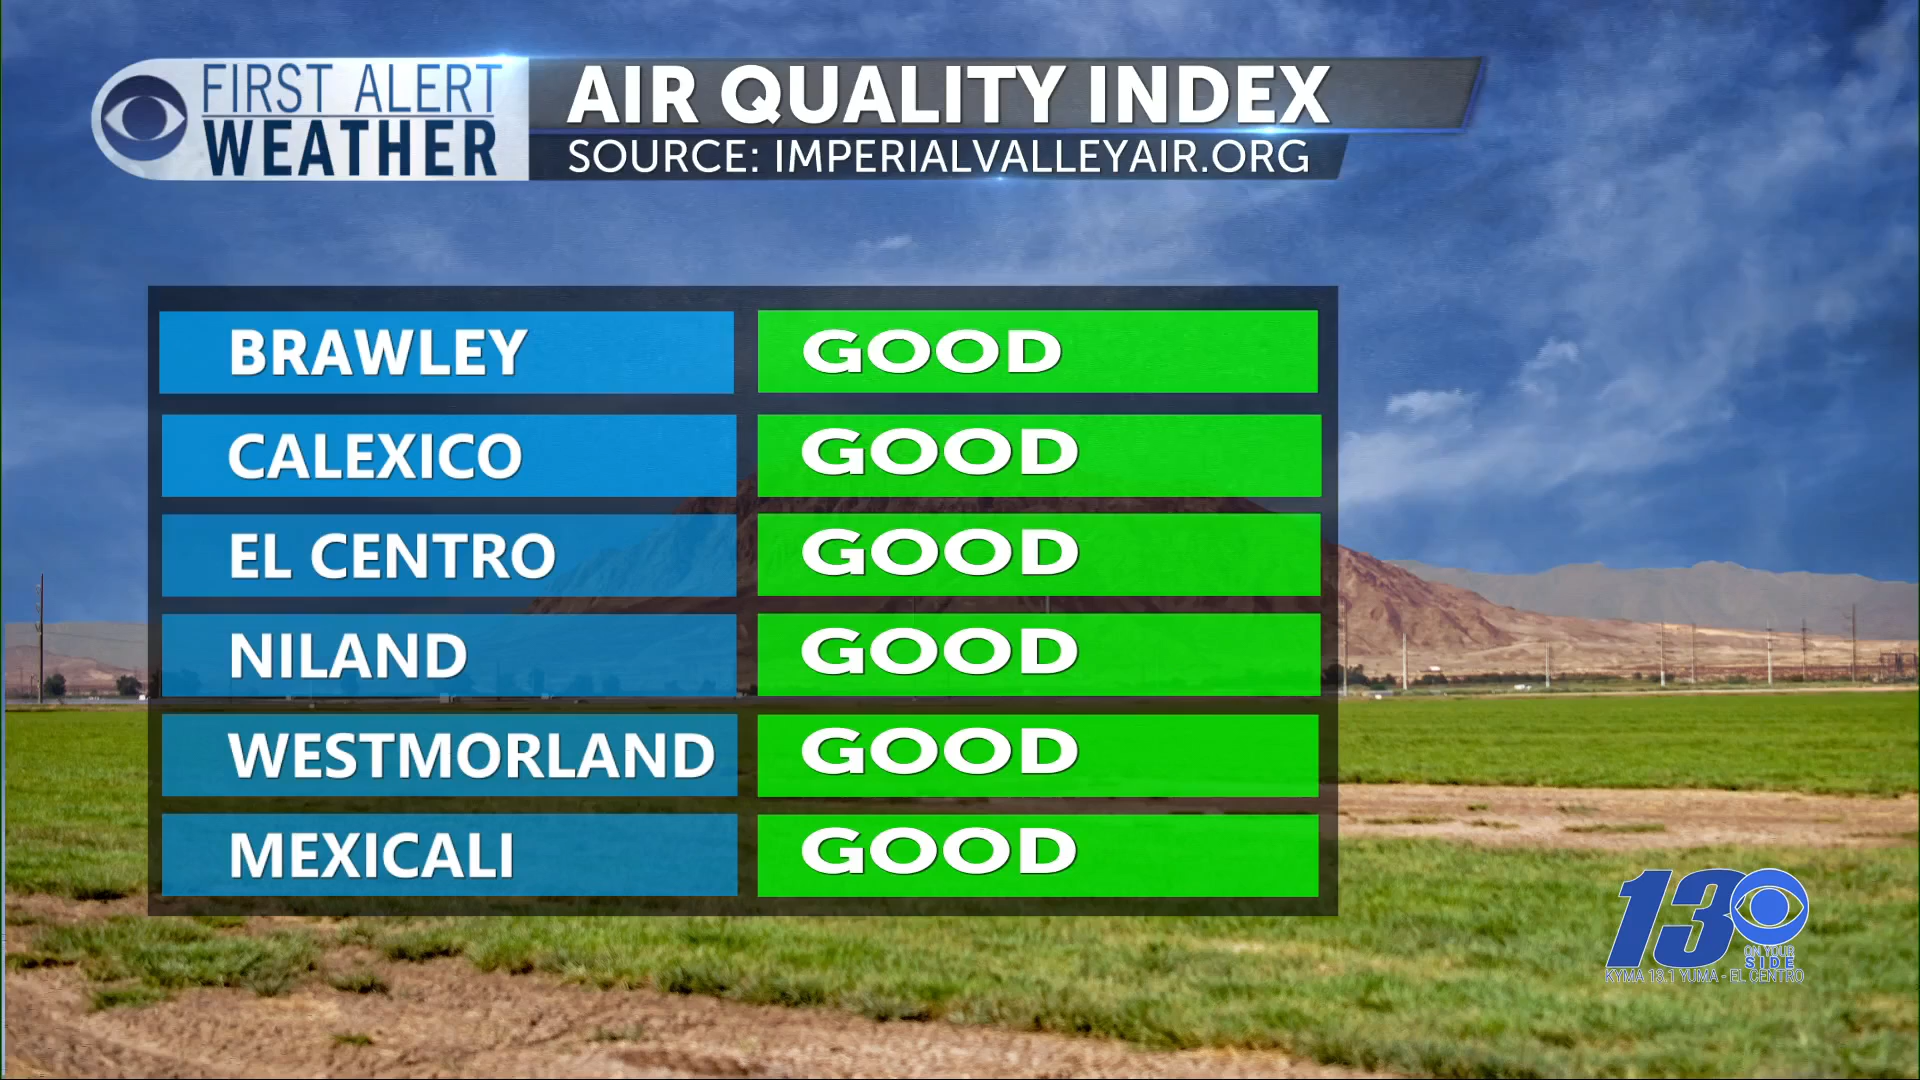 FIRST ALERT
WEATHER
AIR QUALITY INDEX
SOURCE: IMPERIALVALLEYAIR.ORG
BRAWLEY GOOD
CALEXICO GOOD
EL CENTRO GOOD
NILAND GOOD
WESTMORLAND GOOD
MEXICALI GOOD
13
ON YOUR
SIDE
KYMA 13.1 YUMA - EL CENTRO